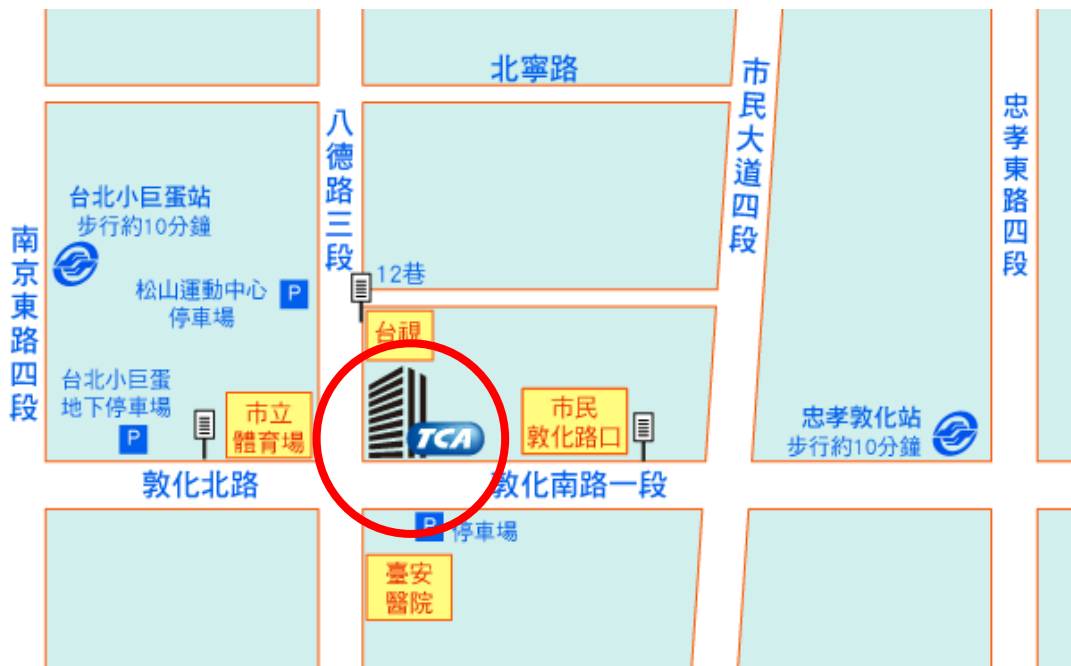 北寧路
市民大道四段
忠孝東路四段
八德路三段
台北小巨蛋站
步行約10分鐘
南京東路四段
12巷
松山運動中心
停車場
P
台視
台北小巨蛋
地下停車場
P
市立
體育場
TCA
市民
敦化路口
忠孝敦化站
步行約10分鐘
敦化北路
敦化南路一段
P
停車場
臺安
醫院